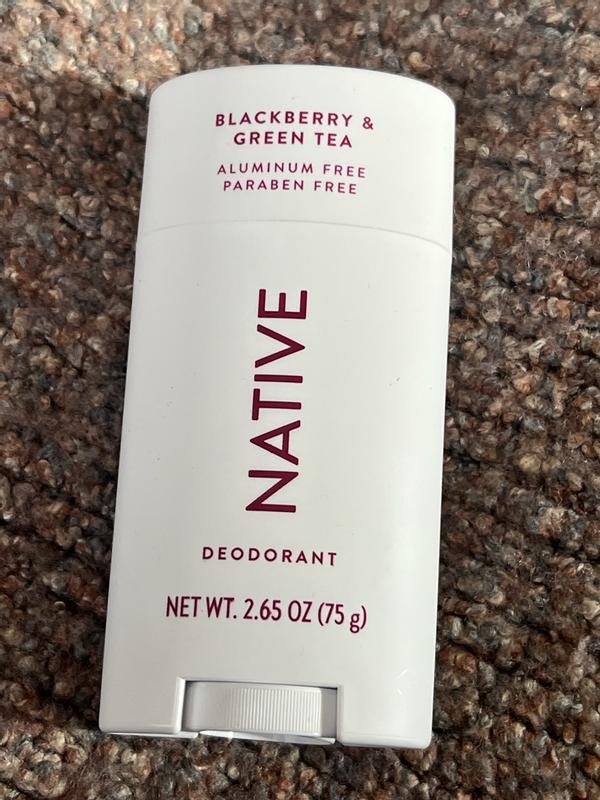 BLACKBERRY &
GREEN TEA
ALUMINUM FREE
PARABEN FREE
NATIVE
DEODORANT
NET WT. 2.65 OZ (75 g)